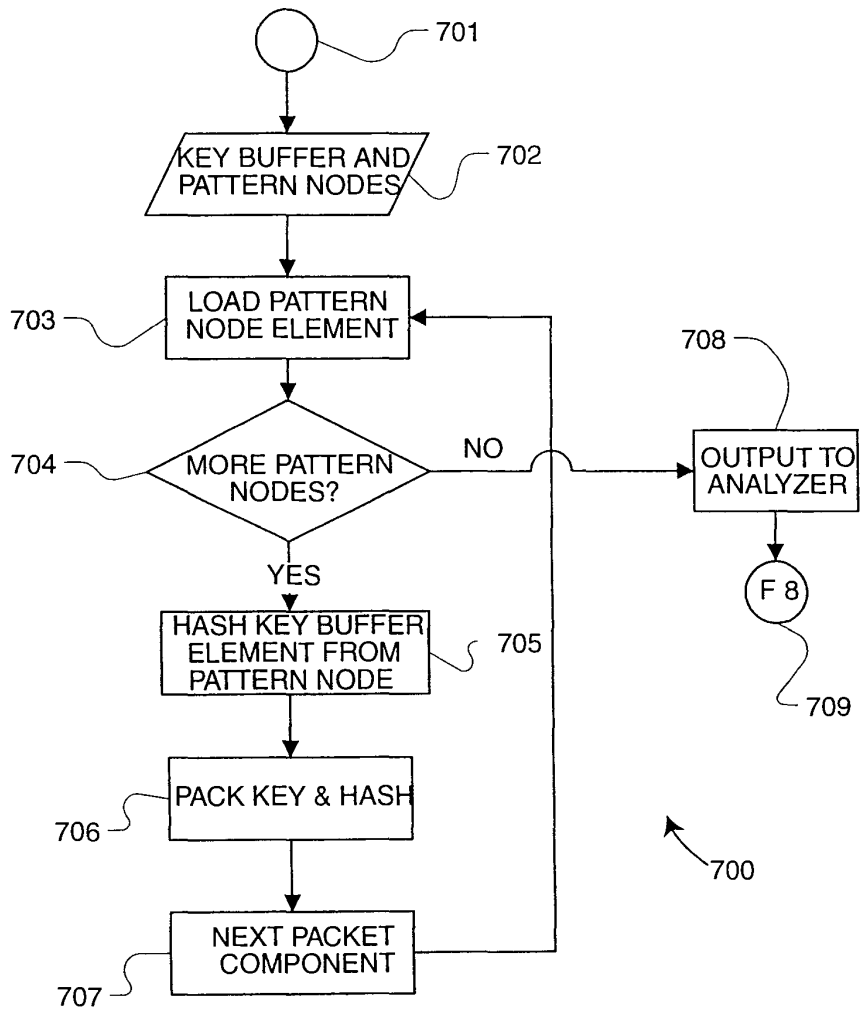 701
KEY BUFFER AND
PATTERN NODES
702
LOAD PATTERN
NODE ELEMENT
703
708
704
MORE PATTERN
NODES?
NO
OUTPUT TO
ANALYZER
YES
F 8
HASH KEY BUFFER
ELEMENT FROM
PATTERN NODE
705
709
PACK KEY & HASH
706
700
NEXT PACKET
COMPONENT
707